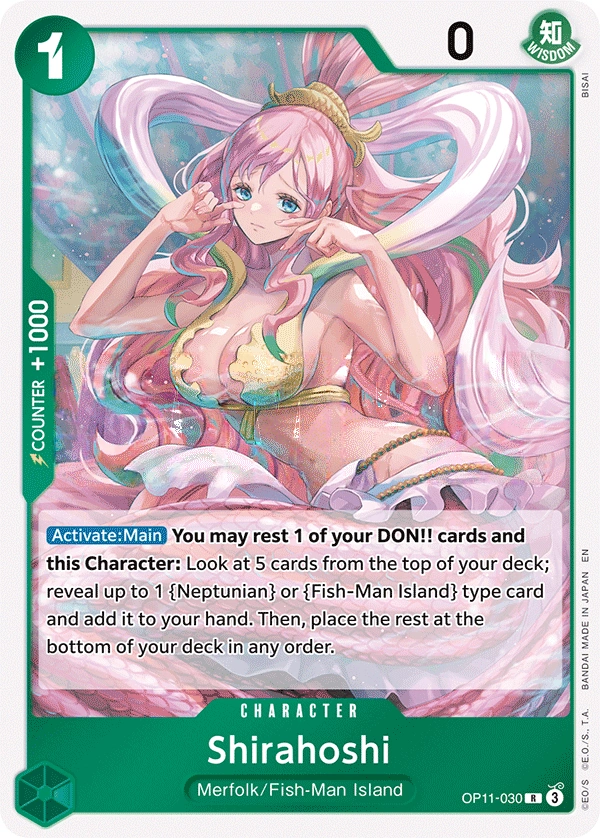 1
0
知
WISDOM
BISAI
COUNTER +1000
Activate:Main You may rest 1 of your DON!! cards and
this Character: Look at 5 cards from the top of your deck;
reveal up to 1 {Neptunian} or {Fish-Man Island} type card
and add it to your hand. Then, place the rest at the
bottom of your deck in any order.
CHARACTER
Shirahoshi
Merfolk/Fish-Man Island
OP11-030 R 3
©E.O/S ©E.O./S., T.A. BANDAI MADE IN JAPAN EN